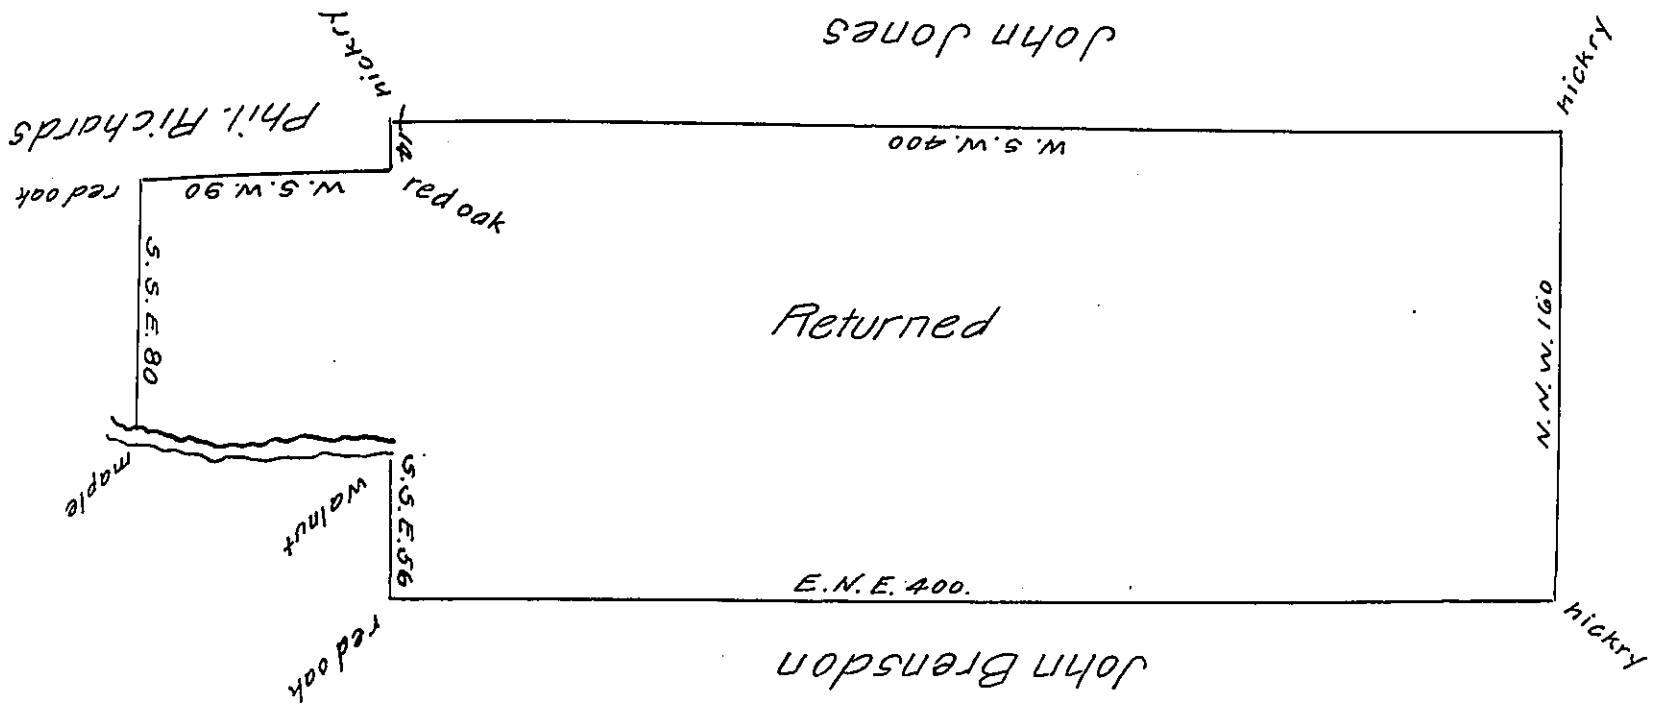 John Jones
hickry
hickry
Phil. Richards
W. S. W. 400
14
red oak
W. S. W. 90
red oak
S. S. E. 80
Returned
N. N. W. 160
maple
walnut
S. S. E. 56
E. N. E. 400.
red oak
hickry
John Brensdon